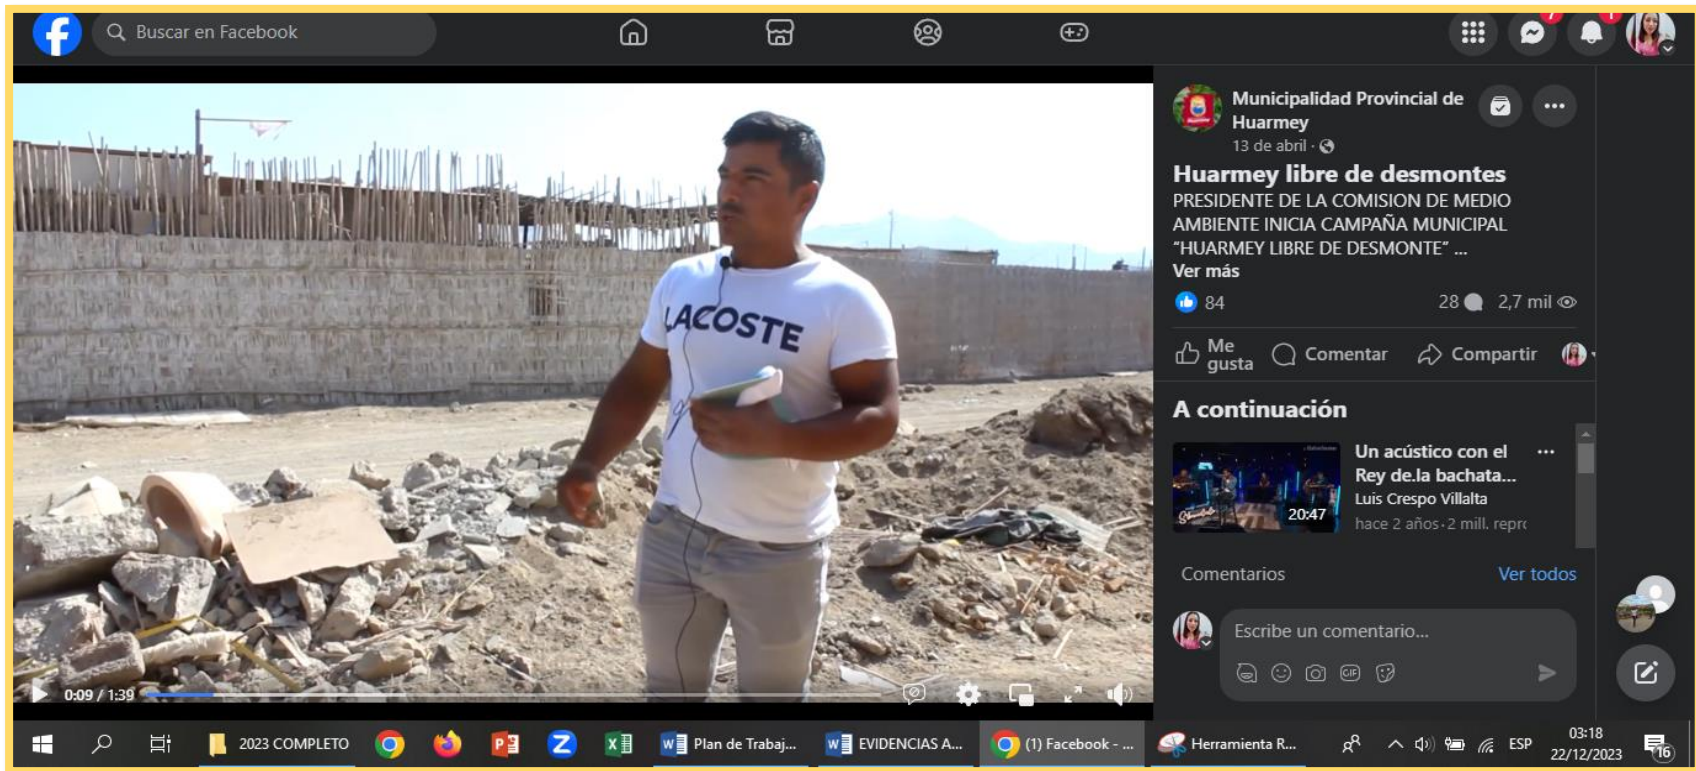 Buscar en Facebook
7
1
LACOSTE
0:09 / 1:39
Municipalidad Provincial de
Huarmey
13 de abril ·
Huarmey libre de desmontes
PRESIDENTE DE LA COMISION DE MEDIO
AMBIENTE INICIA CAMPAÑA MUNICIPAL
“HUARMEY LIBRE DE DESMONTE” ...
Ver más
84
28
2,7 mil
Me
gusta
Comentar
Compartir
A continuación
20:47
Un acústico con el
Rey de.la bachata...
Luis Crespo Villalta
hace 2 años · 2 mill. repro
Comentarios
Ver todos
Escribe un comentario...
GIF
2023 COMPLETO
Plan de Trabaj...
EVIDENCIAS A...
(1) Facebook - ...
Herramienta R...
ESP
03:18
22/12/2023
16